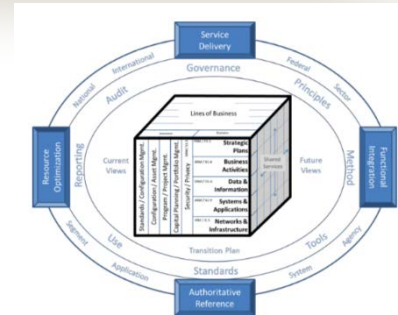 Service
Delivery
International
Federal
National
Sector
Governance
Audit
Principles
Lines of Business
Resource
Optimization
Reporting
Current
Views
Standards / Configuration Mgmt.
Configuration / Asset Mgmt.
Program / Project Mgmt.
Capital Planning / Portfolio Mgmt.
Security / Privacy
Strategic
Plans
Business
Activities
Data &
Information
Systems &
Applications
Networks &
Infrastructure
Shared
Services
Future
Views
Method
Functional
Integration
Use
Transition Plan
Tools
Segment
Agency
Application
Standards
System
Authoritative
Reference